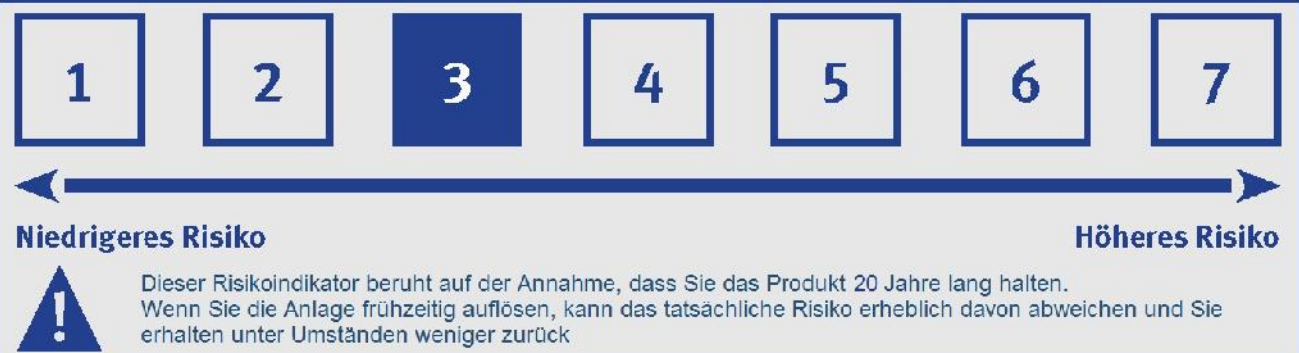 1 2 3 4 5 6 7
Niedrigeres Risiko Höheres Risiko
!
Dieser Risikoindikator beruht auf der Annahme, dass Sie das Produkt 20 Jahre lang halten.
Wenn Sie die Anlage frühzeitig auflösen, kann das tatsächliche Risiko erheblich davon abweichen und Sie
erhalten unter Umständen weniger zurück